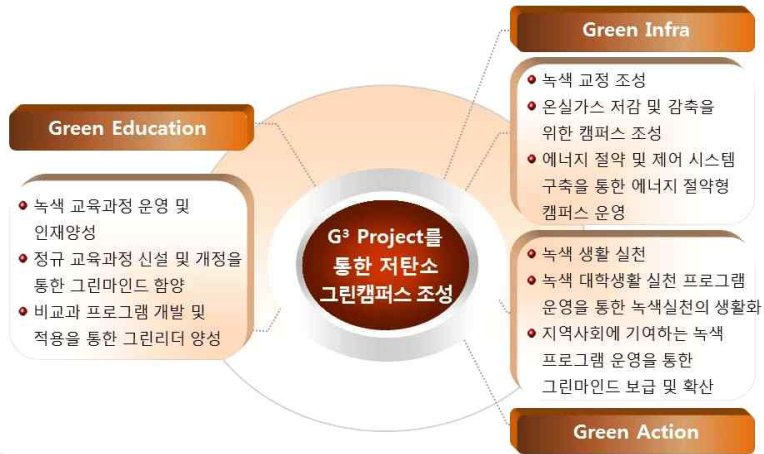 Green Infra
녹색 교정 조성
온실가스 저감 및 감축을
위한 캠퍼스 조성
에너지 절약 및 제어 시스템
구축을 통한 에너지 절약형
캠퍼스 운영
Green Education
녹색 교육과정 운영 및
인재양성
정규 교육과정 신설 및 개정을
통한 그린마인드 함양
비교과 프로그램 개발 및
적용을 통한 그린리더 양성
G³ Project를
통한 저탄소
그린캠퍼스 조성
녹색 생활 실천
녹색 대학생활 실천 프로그램
운영을 통한 녹색실천의 생활화
지역사회에 기여하는 녹색
프로그램 운영을 통한
그린마인드 보급 및 확산
Green Action